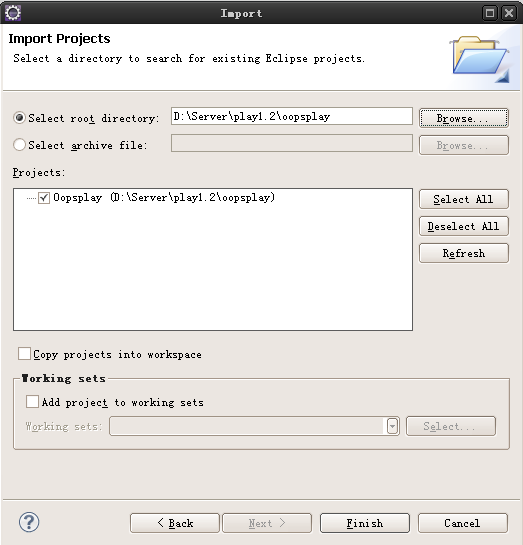 Import
Import Projects
Select a directory to search for existing Eclipse projects.
Select root directory: D:\Server\play1.2\oopsplay Browse...
Select archive file: Browse...
Projects:
Oopsplay (D:\Server\play1.2\oopsplay)
Select All
Deselect All
Refresh
Copy projects into workspace
Working sets
Add project to working sets
Working sets: Select...
? < Back Next > Finish Cancel